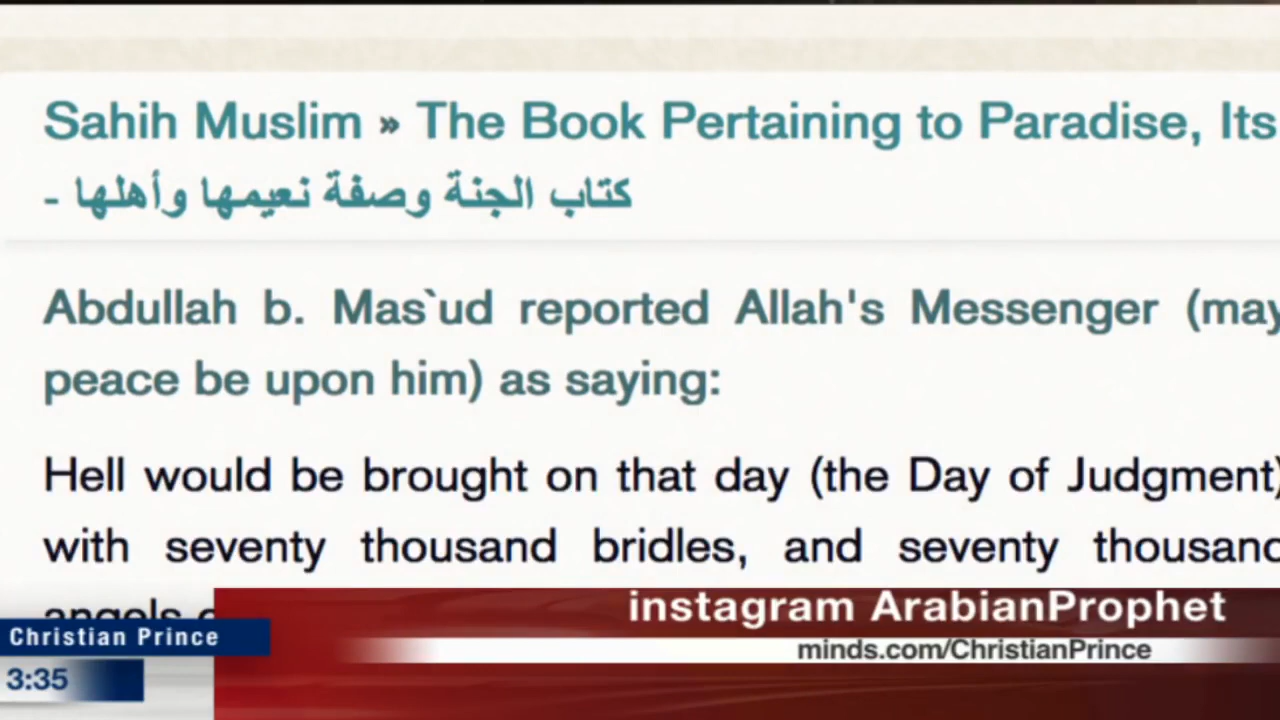 Sahih Muslim » The Book Pertaining to Paradise, Its
كتاب الجنة وصفة نعيمها وأهلها -
Abdullah b. Mas`ud reported Allah's Messenger (may
peace be upon him) as saying:
Hell would be brought on that day (the Day of Judgment)
with seventy thousand bridles, and seventy thousand
angels
instagram ArabianProphet
Christian Prince
minds.com/ChristianPrince
3:35